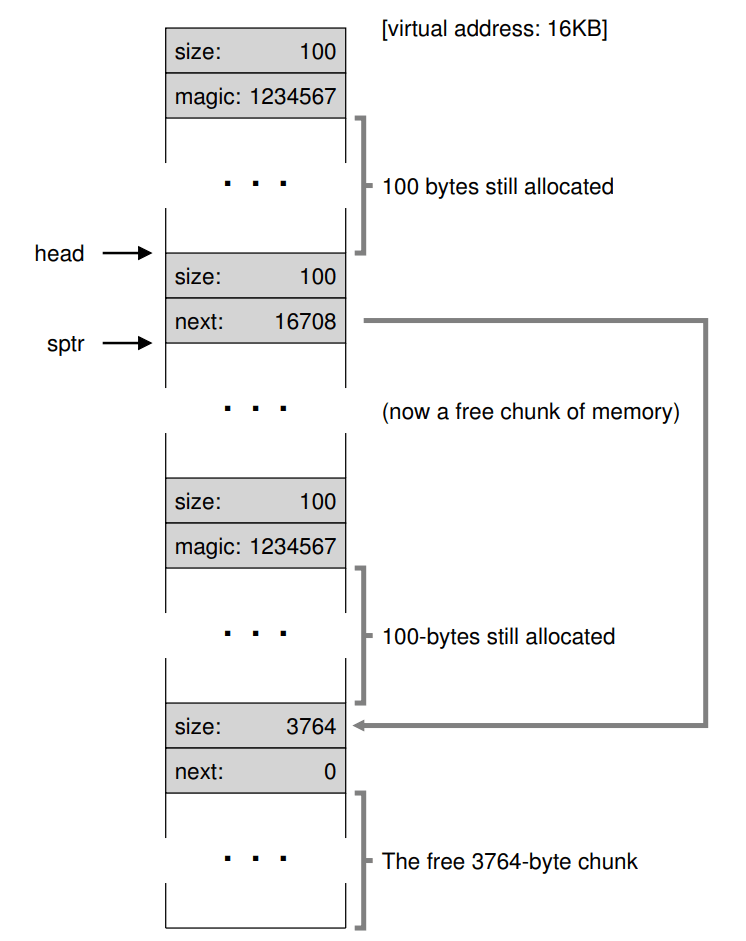 [virtual address: 16KB]
size: 100
magic: 1234567
100 bytes still allocated
head
size: 100
next: 16708
sptr
(now a free chunk of memory)
size: 100
magic: 1234567
100-bytes still allocated
size: 3764
next: 0
The free 3764-byte chunk